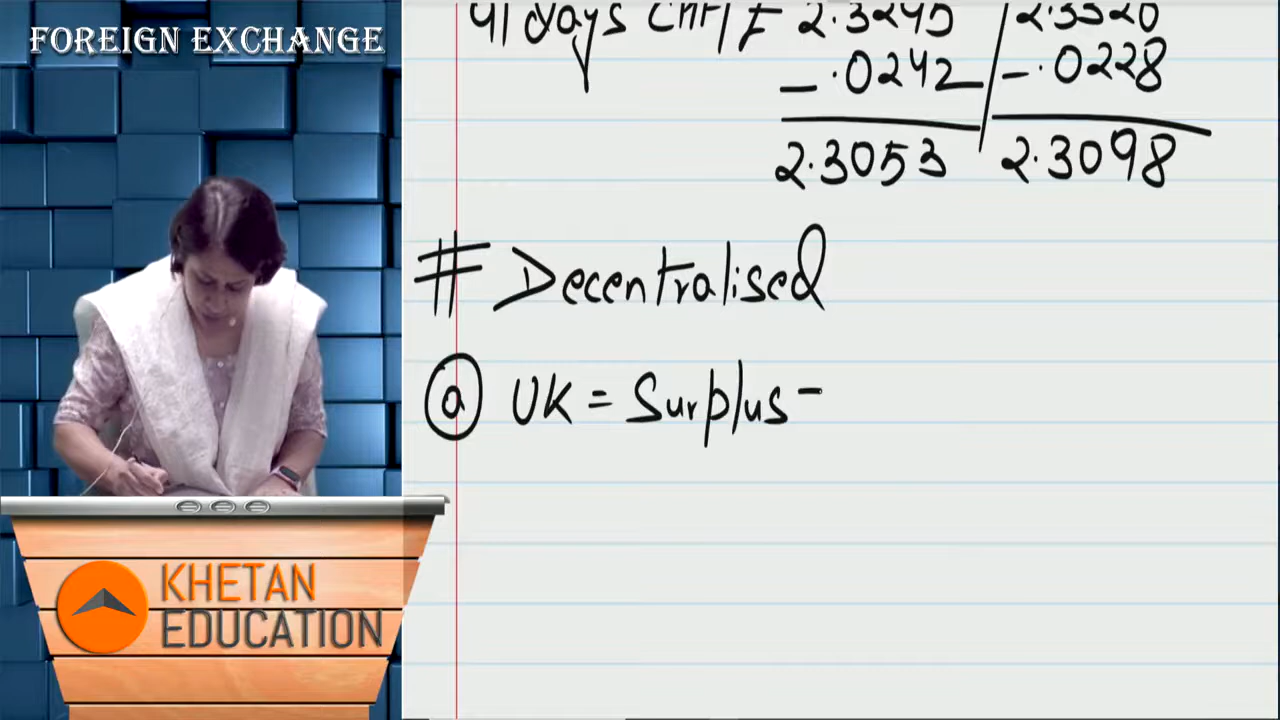 FOREIGN EXCHANGE
91 days CHF/£ 2.3295 | 2.3326
- .0242 | - .0228
2.3053 | 2.3098
# Decentralised
(a) UK = Surplus -
KHETAN
EDUCATION